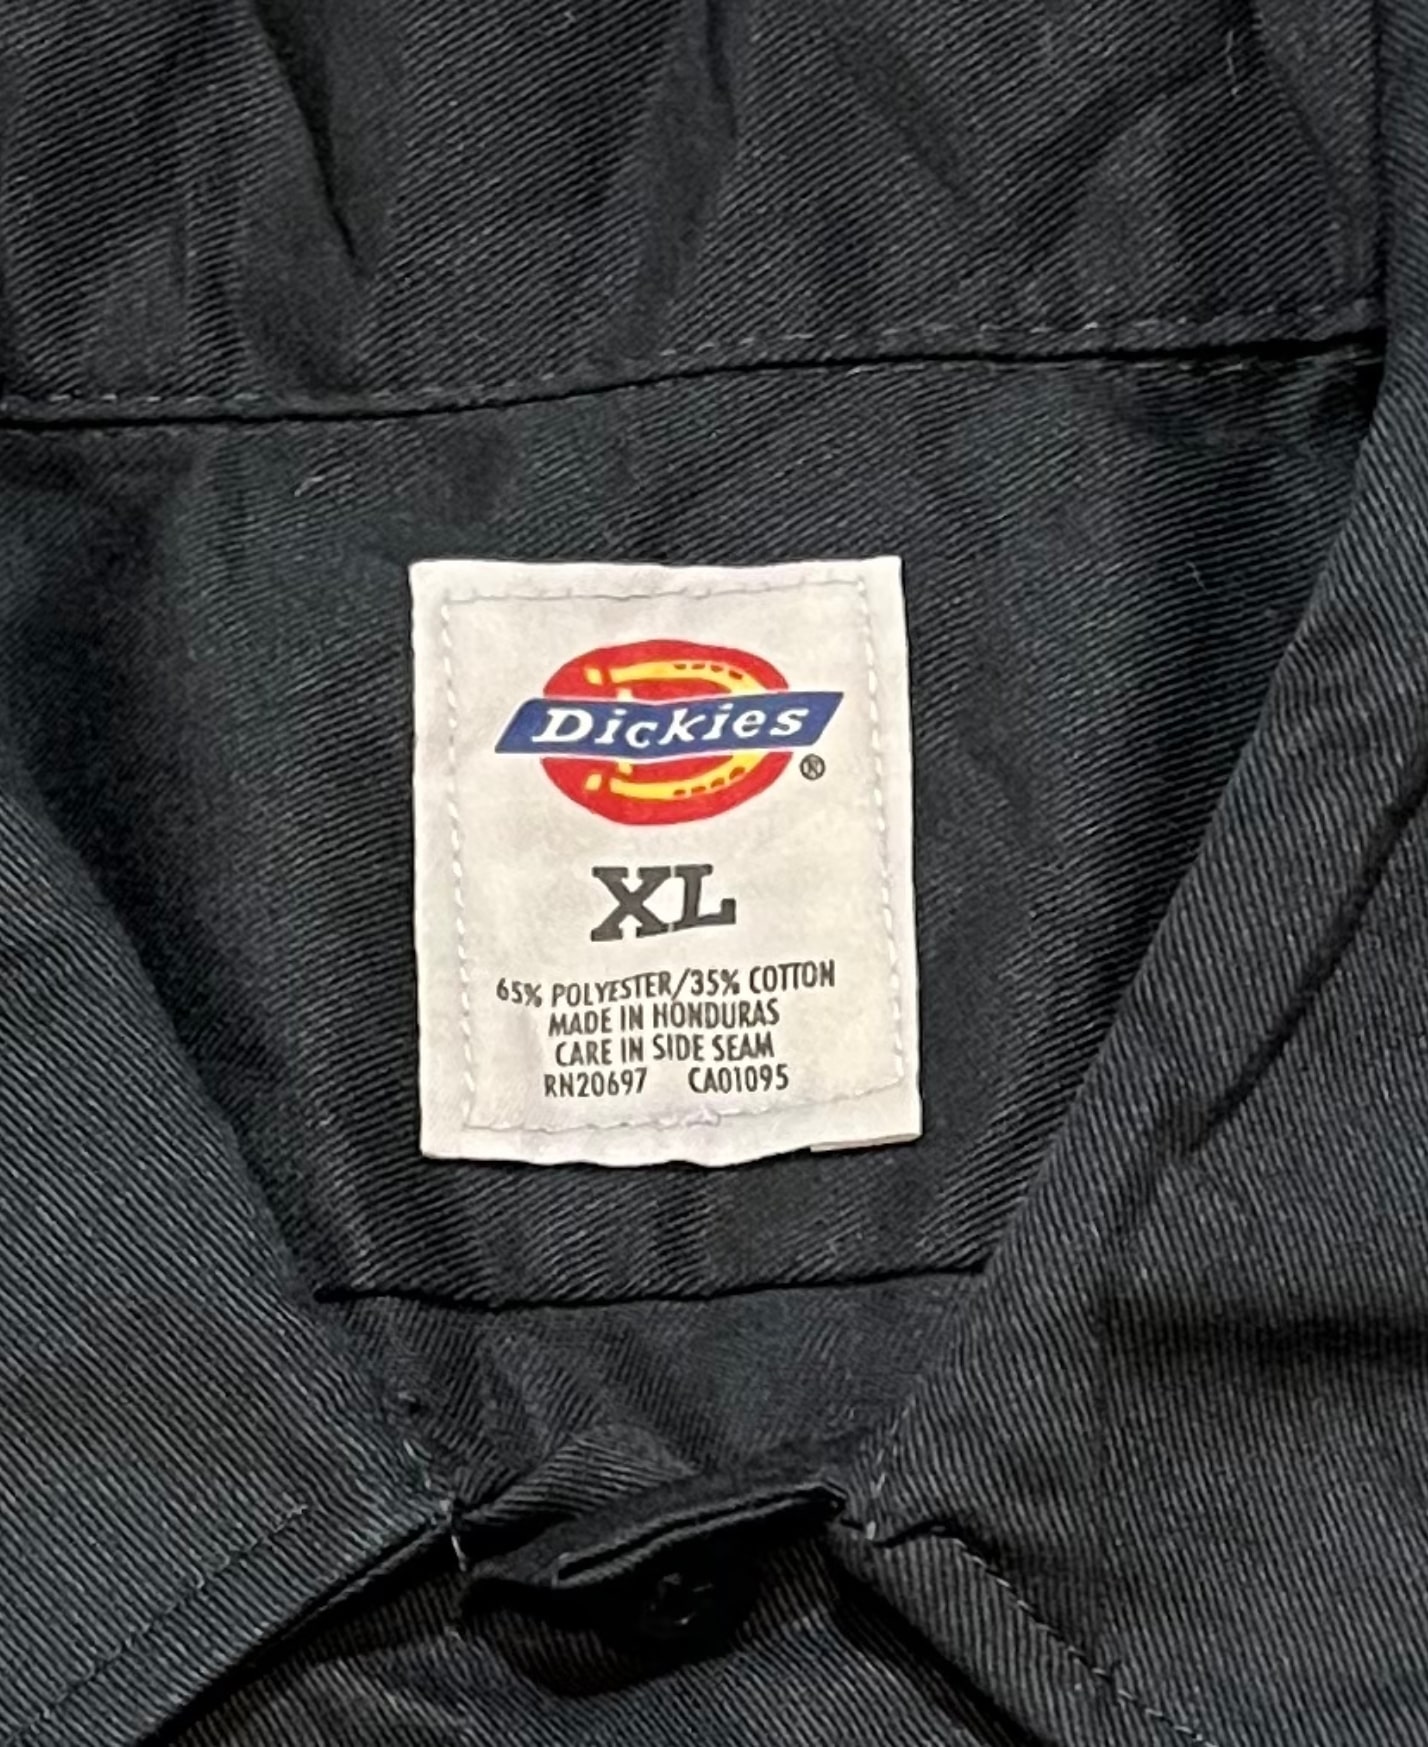 Dickies
®
XL
65% POLYESTER/35% COTTON
MADE IN HONDURAS
CARE IN SIDE SEAM
RN20697 CA01095